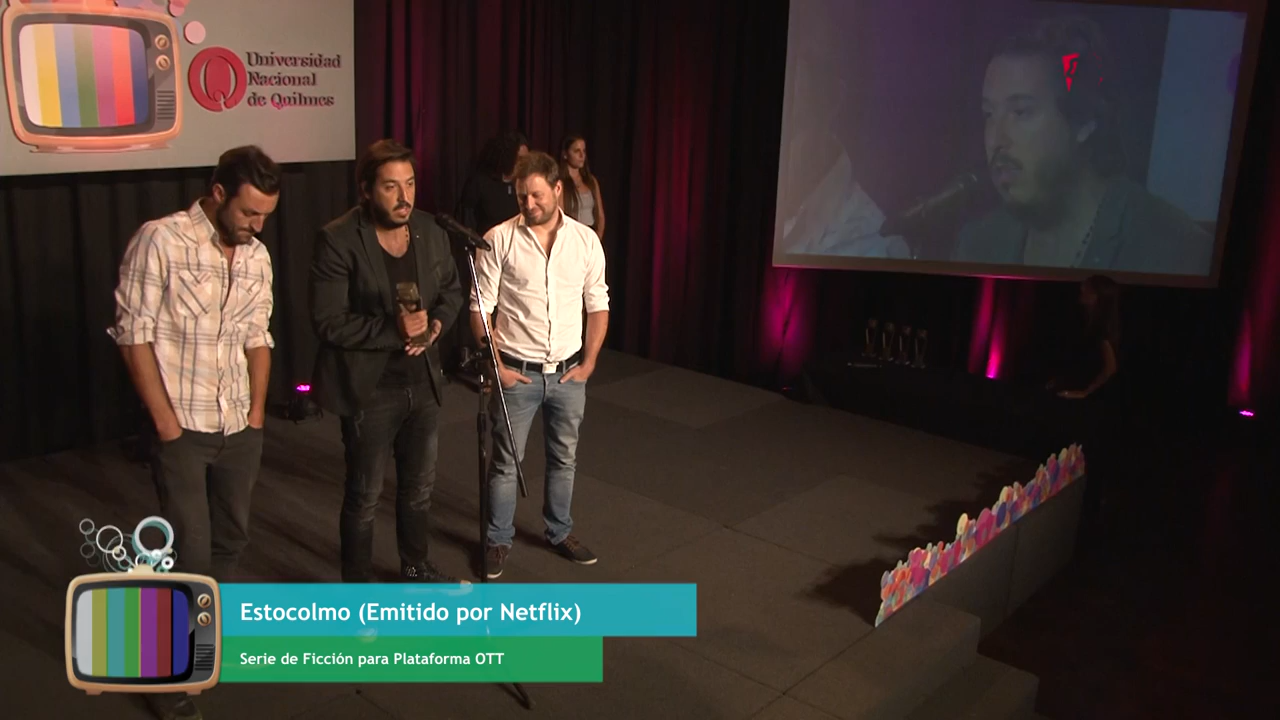 Universidad
Nacional
de Quilmes
Estocolmo (Emitido por Netflix)
Serie de Ficción para Plataforma OTT